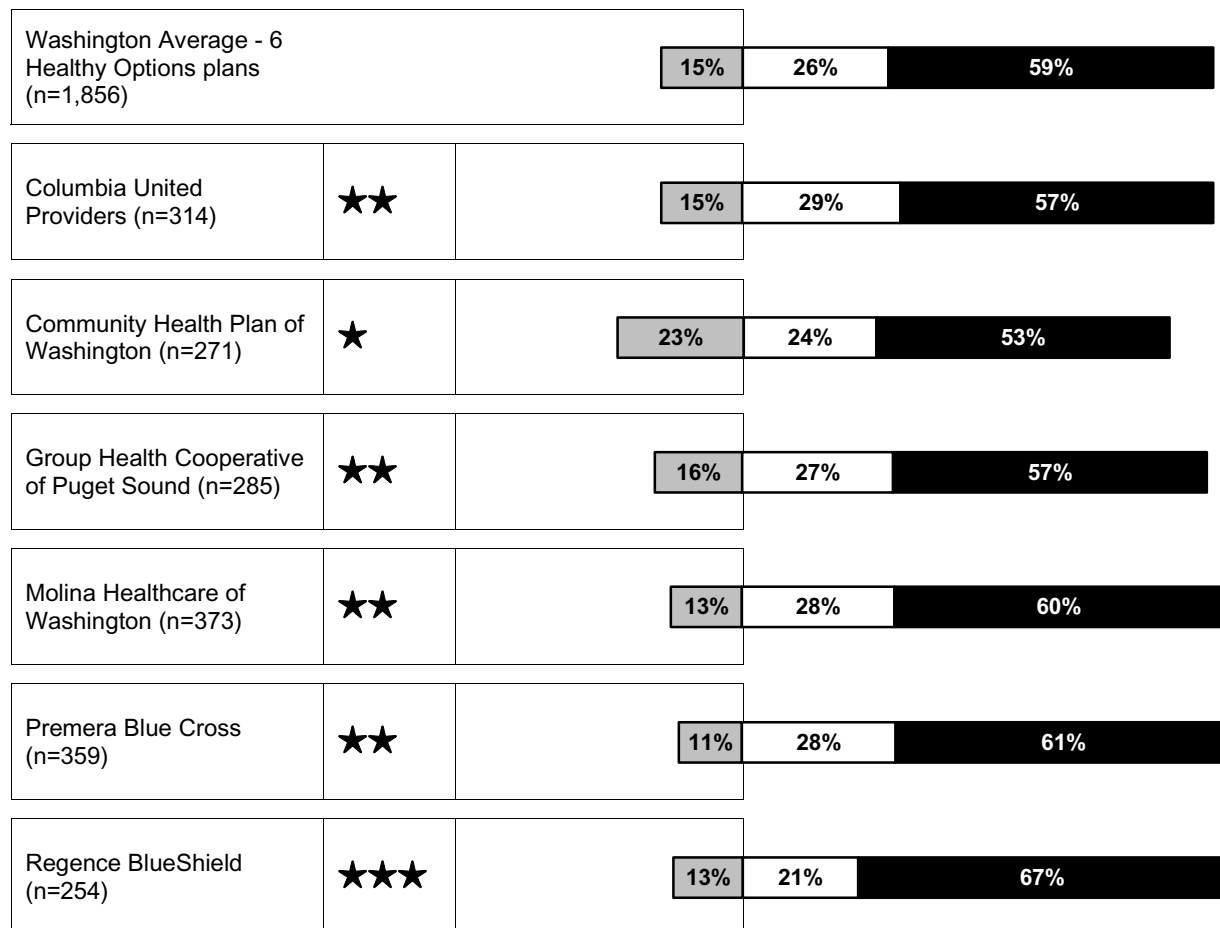 Washington Average - 6
Healthy Options plans
(n=1,856)
15% 26% 59%
Columbia United
Providers (n=314)
★★
15% 29% 57%
Community Health Plan of
Washington (n=271)
★
23% 24% 53%
Group Health Cooperative
of Puget Sound (n=285)
★★
16% 27% 57%
Molina Healthcare of
Washington (n=373)
★★
13% 28% 60%
Premera Blue Cross
(n=359)
★★
11% 28% 61%
Regence BlueShield
(n=254)
★★★
13% 21% 67%